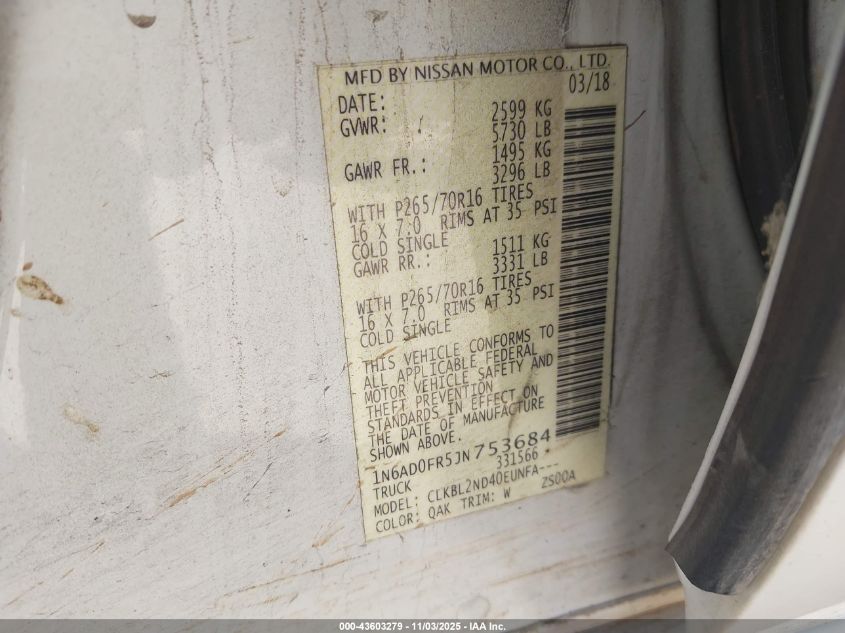 MFD BY NISSAN MOTOR CO., LTD.
DATE: 03/18
GVWR: 2599 KG
5730 LB
GAWR FR.: 1495 KG
3296 LB
WITH P265/70R16 TIRES
16 X 7.0 RIMS AT 35 PSI
COLD SINGLE
GAWR RR.: 1511 KG
3331 LB
WITH P265/70R16 TIRES
16 X 7.0 RIMS AT 35 PSI
COLD SINGLE
THIS VEHICLE CONFORMS TO
ALL APPLICABLE FEDERAL
MOTOR VEHICLE SAFETY AND
THEFT PREVENTION
STANDARDS IN EFFECT ON
THE DATE OF MANUFACTURE
SHOWN ABOVE.
1N6AD0FR5JN753684
331566 *
TRUCK
MODEL: CLKBL2ND40EUNFA---
COLOR: QAK TRIM: W ZS00A
000-43603279 - 11/03/2025 - IAA Inc.